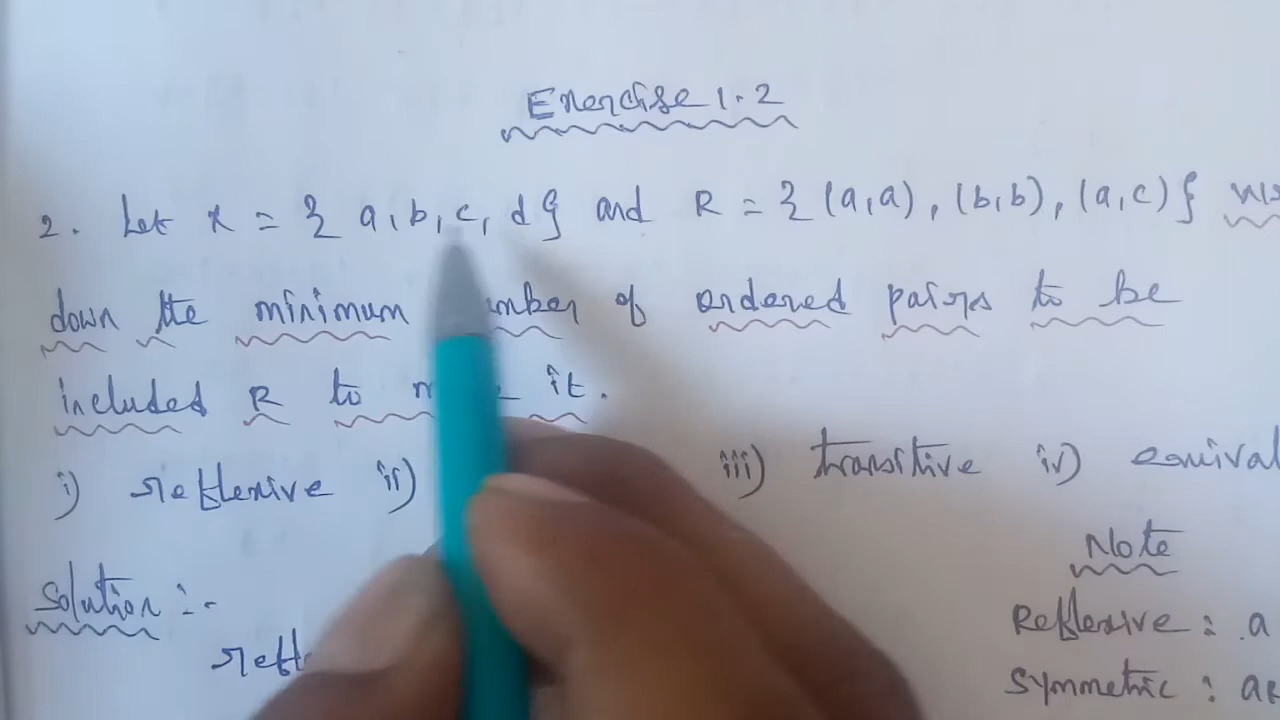 Exercise 1.2
2. Let X = { a, b, c, d } and R = { (a,a), (b,b), (a,c) }
down the minimum of ordered pairs to be
included R to it.
i) reflexive ii) iii) transitive iv)
Note
Solution :-
Reflexive : a
Symmetric : a